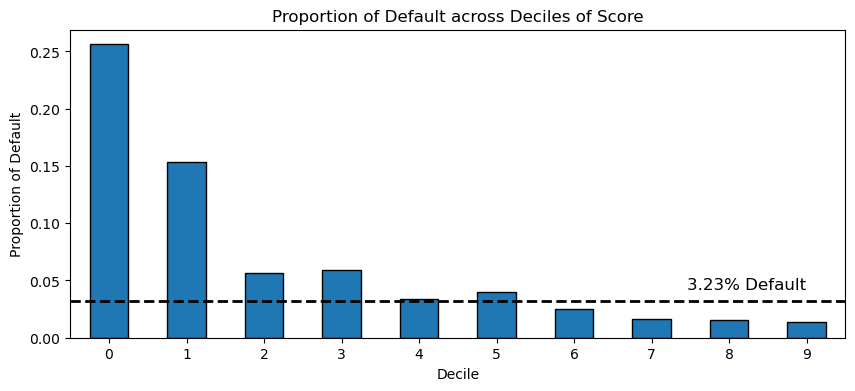 Proportion of Default across Deciles of Score
Proportion of Default
0.25
0.20
0.15
0.10
0.05
0.00
3.23% Default
0 1 2 3 4 5 6 7 8 9
Decile